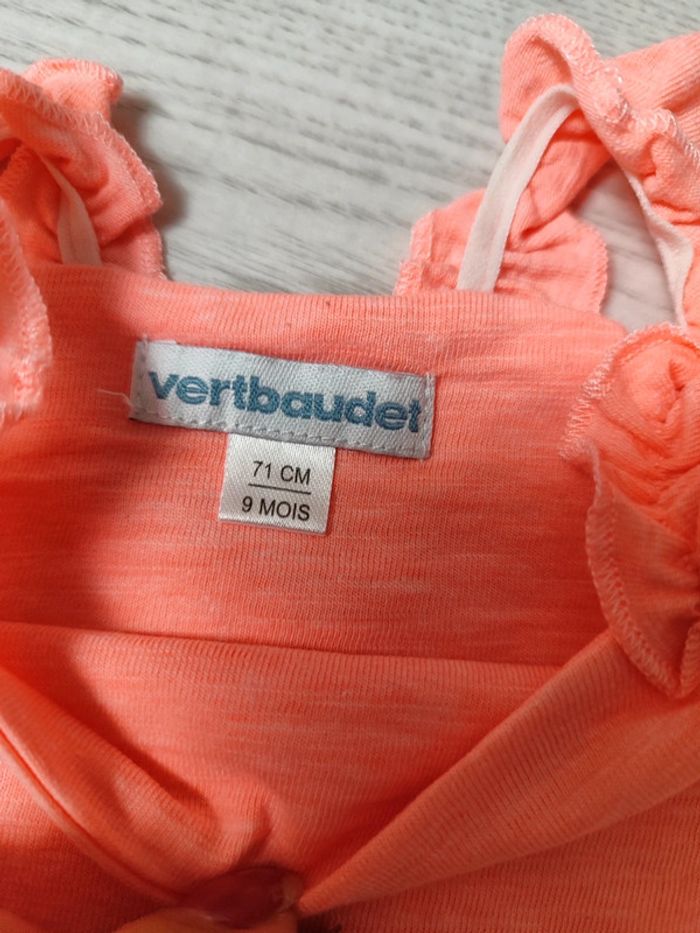 vertbaudet
71 CM
9 MOIS